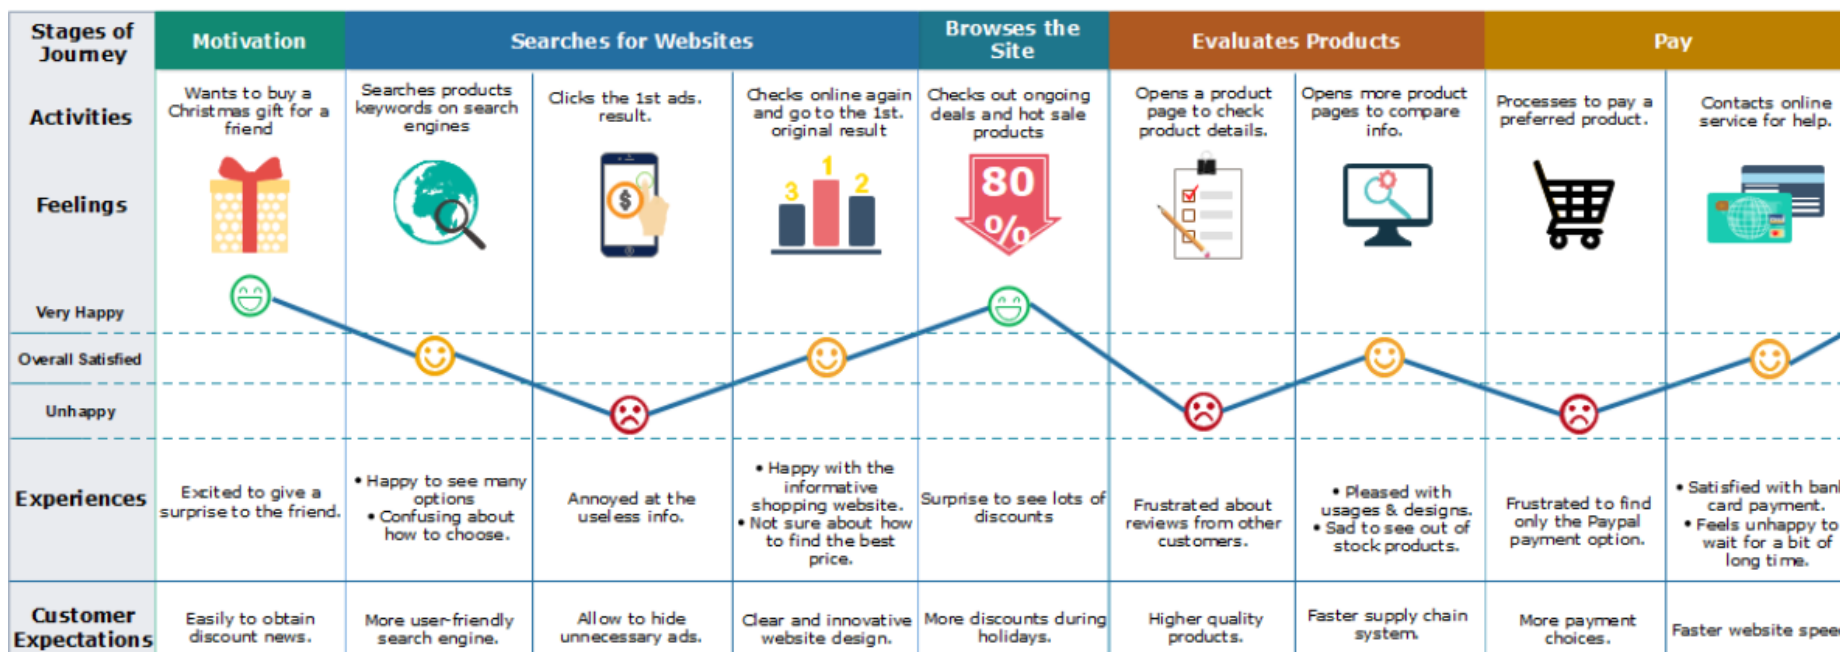 Stages of
Journey
Motivation
Searches for Websites
Browses the
Site
Evaluates Products
Pay
Activities
Wants to buy a
Christmas gift for a
friend
Searches products
keywords on search
engines
Clicks the 1st ads.
result.
Checks online again
and go to the 1st.
original result
Checks out ongoing
deals and hot sale
products
Opens a product
page to check
product details.
Opens more product
pages to compare
info.
Processes to pay a
preferred product.
Contacts online
service for help.
Feelings
$
3
1
2
80
%
Very Happy
Overall Satisfied
Unhappy
Experiences
Excited to give a
surprise to the friend.
• Happy to see many
options
• Confusing about
how to choose.
Annoyed at the
useless info.
• Happy with the
informative
shopping website.
• Not sure about how
to find the best
price.
Surprise to see lots of
discounts
Frustrated about
reviews from other
customers.
• Pleased with
usages & designs.
• Sad to see out of
stock products.
Frustrated to find
only the Paypal
payment option.
• Satisfied with bank
card payment.
• Feels unhappy to
wait for a bit of
long time.
Customer
Expectations
Easily to obtain
discount news.
More user-friendly
search engine.
Allow to hide
unnecessary ads.
Clear and innovative
website design.
More discounts during
holidays.
Higher quality
products.
Faster supply chain
system.
More payment
choices.
Faster website speed